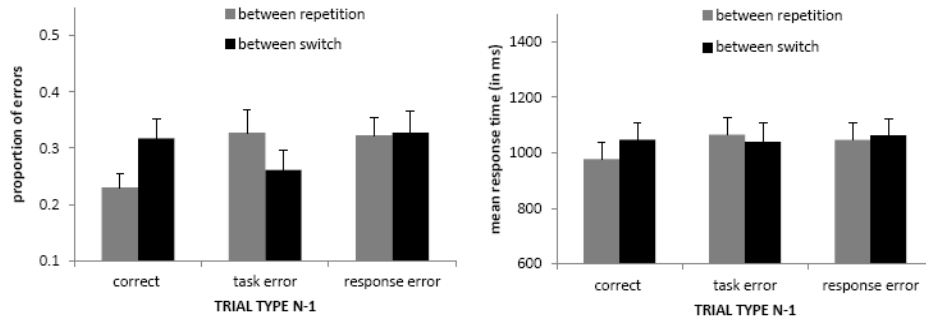 between repetition
between switch
0.5
0.4
0.3
0.2
0.1
proportion of errors
correct
task error
response error
TRIAL TYPE N-1
between repetition
between switch
1400
1200
1000
800
600
mean response time (in ms)
correct
task error
response error
TRIAL TYPE N-1